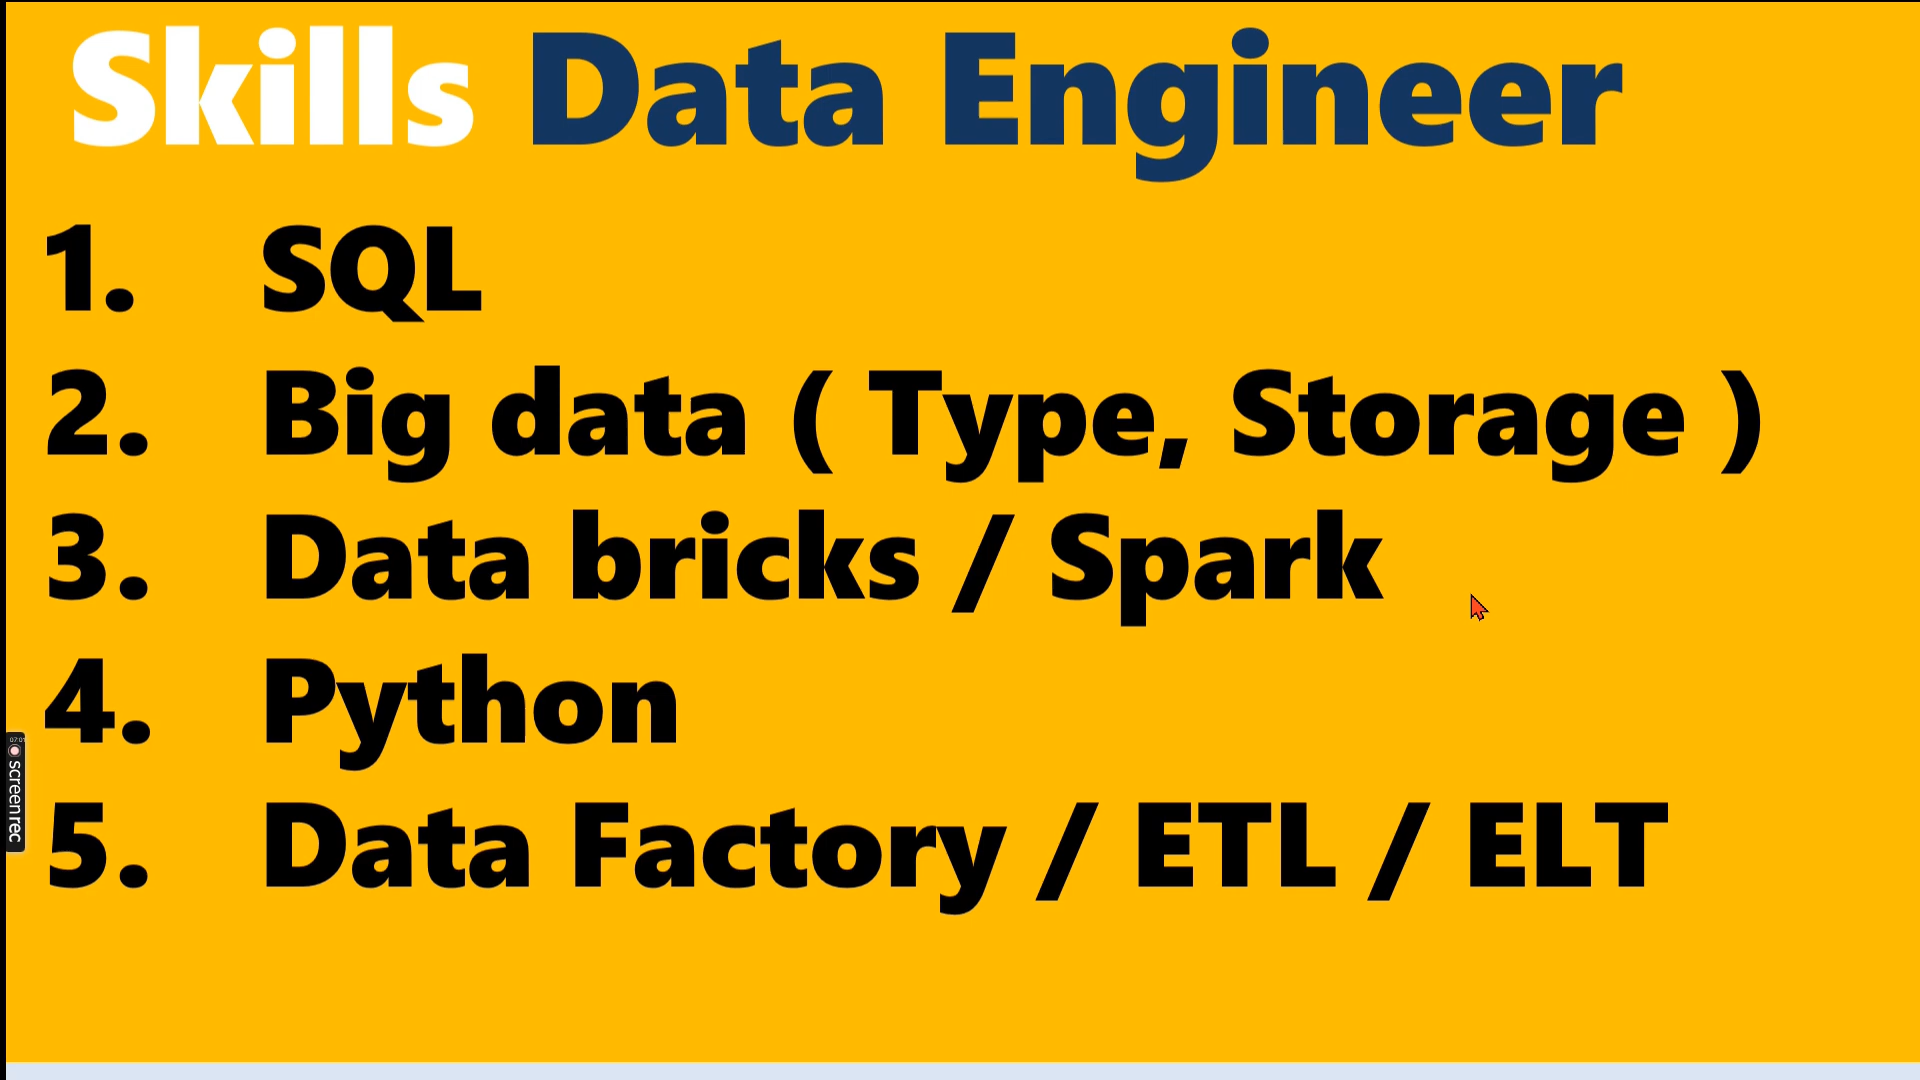 Skills Data Engineer
1. SQL
2. Big data ( Type, Storage )
3. Data bricks / Spark
4. Python
5. Data Factory / ETL / ELT
screenrec